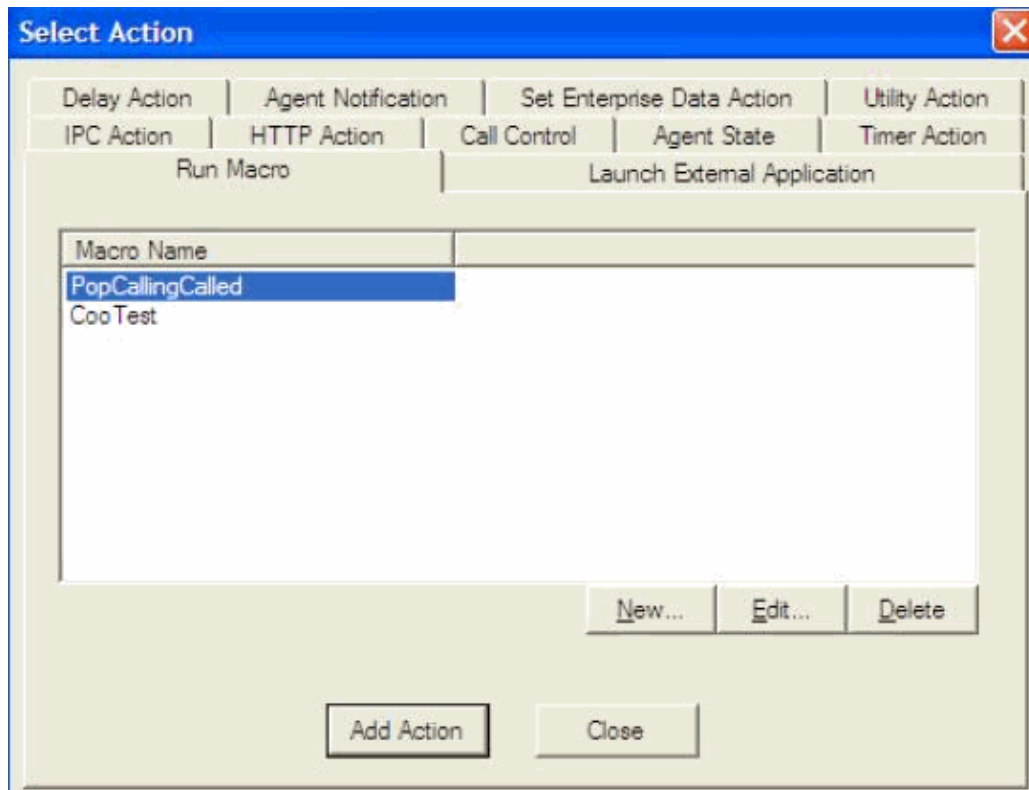 Select Action
Delay Action Agent Notification Set Enterprise Data Action Utility Action
IPC Action HTTP Action Call Control Agent State Timer Action
Run Macro Launch External Application
Macro Name
PopCallingCalled
CooTest
New... Edit... Delete
Add Action Close